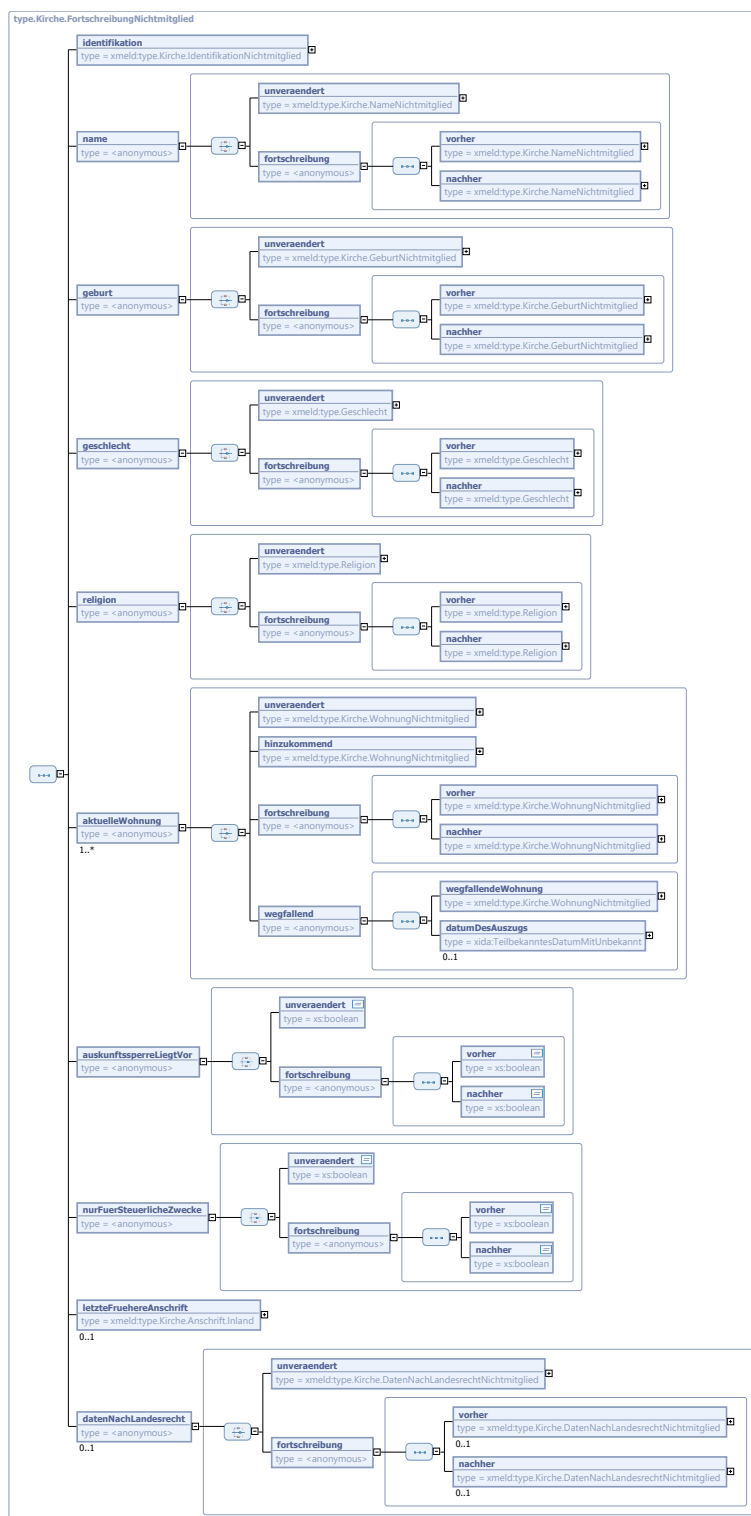 type.Kirche.FortschreibungNichtmitglied
identifikation
type = xmeld:type.Kirche.IdentifikationNichtmitglied
name
type = <anonymous>
unveraendert
type = xmeld:type.Kirche.NameNichtmitglied
fortschreibung
type = <anonymous>
vorher
type = xmeld:type.Kirche.NameNichtmitglied
nachher
type = xmeld:type.Kirche.NameNichtmitglied
geburt
type = <anonymous>
unveraendert
type = xmeld:type.Kirche.GeburtNichtmitglied
fortschreibung
type = <anonymous>
vorher
type = xmeld:type.Kirche.GeburtNichtmitglied
nachher
type = xmeld:type.Kirche.GeburtNichtmitglied
geschlecht
type = <anonymous>
unveraendert
type = xmeld:type.Geschlecht
fortschreibung
type = <anonymous>
vorher
type = xmeld:type.Geschlecht
nachher
type = xmeld:type.Geschlecht
religion
type = <anonymous>
unveraendert
type = xmeld:type.Religion
fortschreibung
type = <anonymous>
vorher
type = xmeld:type.Religion
nachher
type = xmeld:type.Religion
aktuelleWohnung
type = <anonymous>
1..*
unveraendert
type = xmeld:type.Kirche.WohnungNichtmitglied
hinzukommend
type = xmeld:type.Kirche.WohnungNichtmitglied
fortschreibung
type = <anonymous>
vorher
type = xmeld:type.Kirche.WohnungNichtmitglied
nachher
type = xmeld:type.Kirche.WohnungNichtmitglied
wegfallend
type = <anonymous>
wegfallendeWohnung
type = xmeld:type.Kirche.WohnungNichtmitglied
datumDesAuszugs
type = xida:TeilbekanntesDatumMitUnbekannt
0..1
auskunftssperreLiegtVor
type = <anonymous>
unveraendert
type = xs:boolean
fortschreibung
type = <anonymous>
vorher
type = xs:boolean
nachher
type = xs:boolean
nurFuerSteuerlicheZwecke
type = <anonymous>
unveraendert
type = xs:boolean
fortschreibung
type = <anonymous>
vorher
type = xs:boolean
nachher
type = xs:boolean
letzteFruehereAnschrift
type = xmeld:type.Kirche.Anschrift.Inland
0..1
datenNachLandesrecht
type = <anonymous>
0..1
unveraendert
type = xmeld:type.Kirche.DatenNachLandesrechtNichtmitglied
fortschreibung
type = <anonymous>
vorher
type = xmeld:type.Kirche.DatenNachLandesrechtNichtmitglied
0..1
nachher
type = xmeld:type.Kirche.DatenNachLandesrechtNichtmitglied
0..1